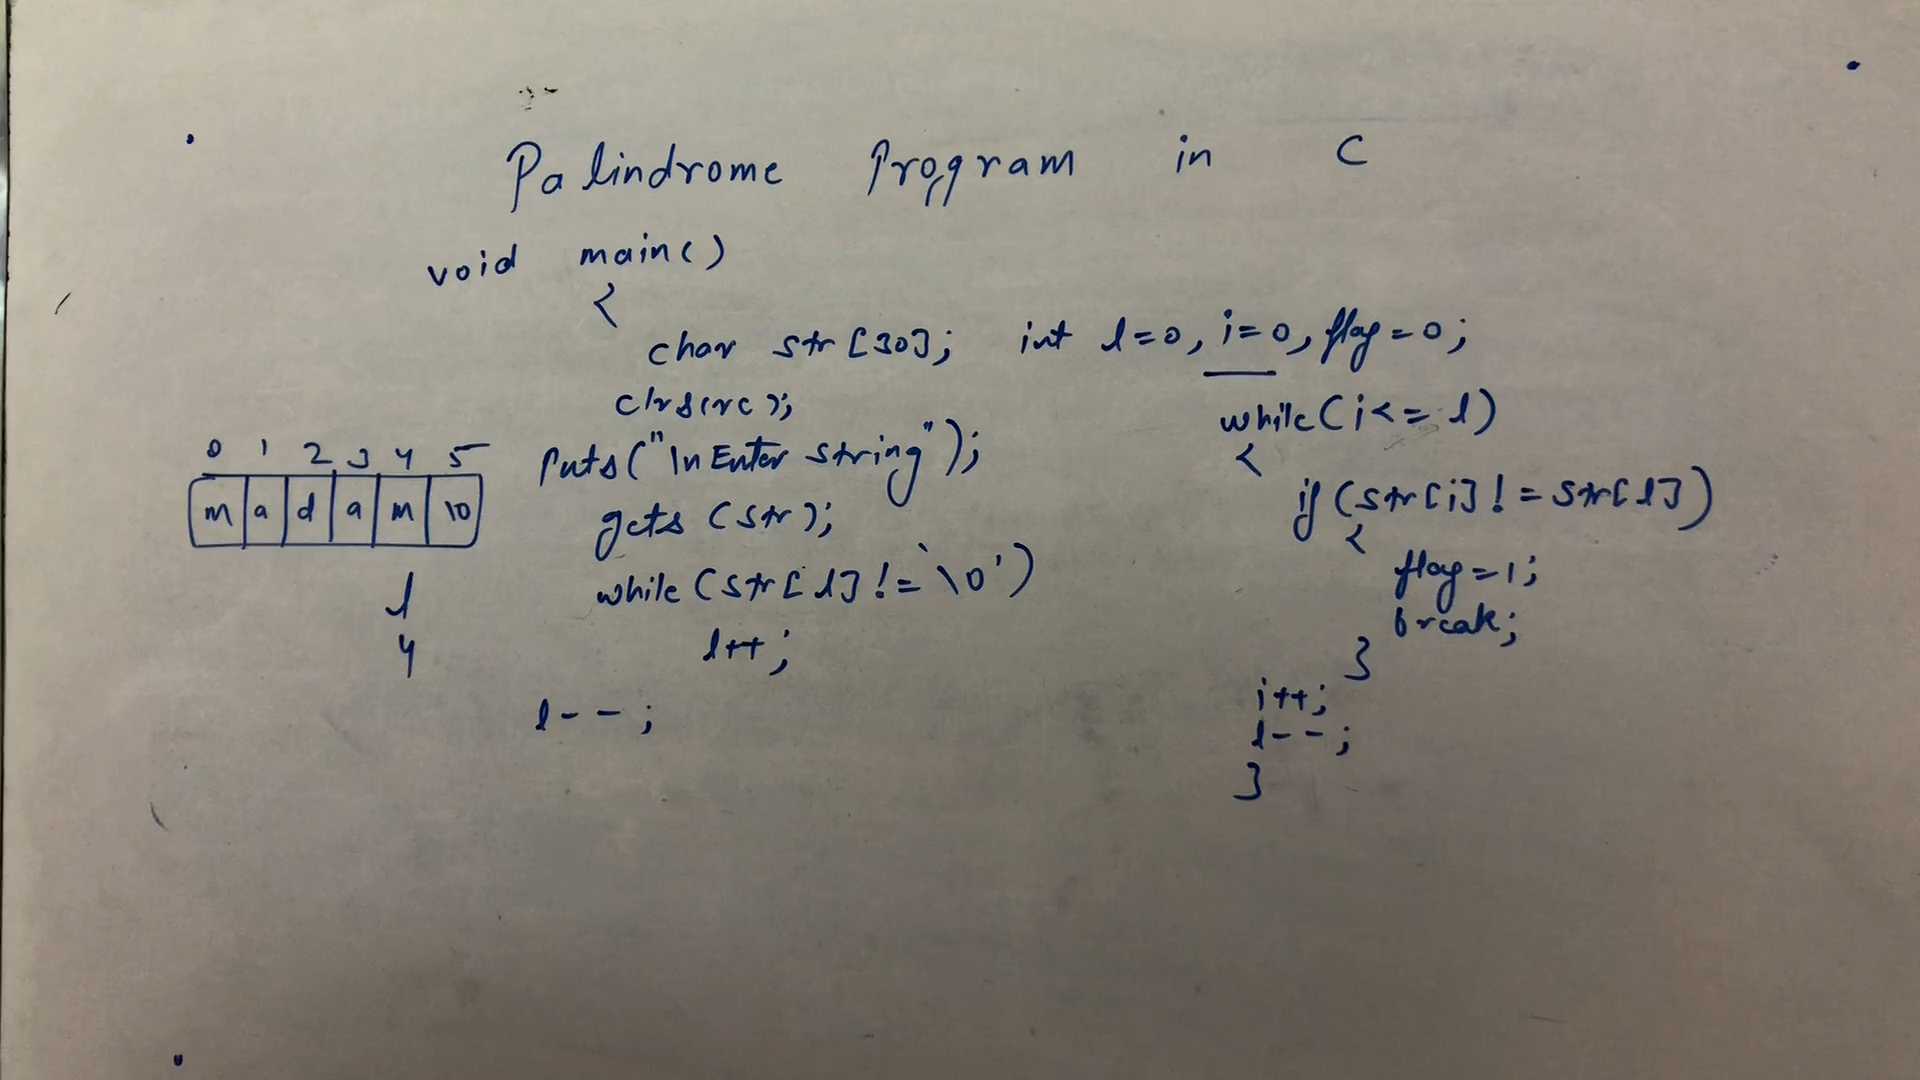 Palindrome Program in C
void main()
{
char str[30]; int l=0, i=0, flag=0;
clrscr();
puts("\nEnter string");
gets(str);
while(str[l]!='\0')
l++;
l--;
0 1 2 3 4 5
m a d a m \0
l
4
while(i<=l)
{
if(str[i]!=str[l])
{
flag=1;
break;
}
i++;
l--;
}